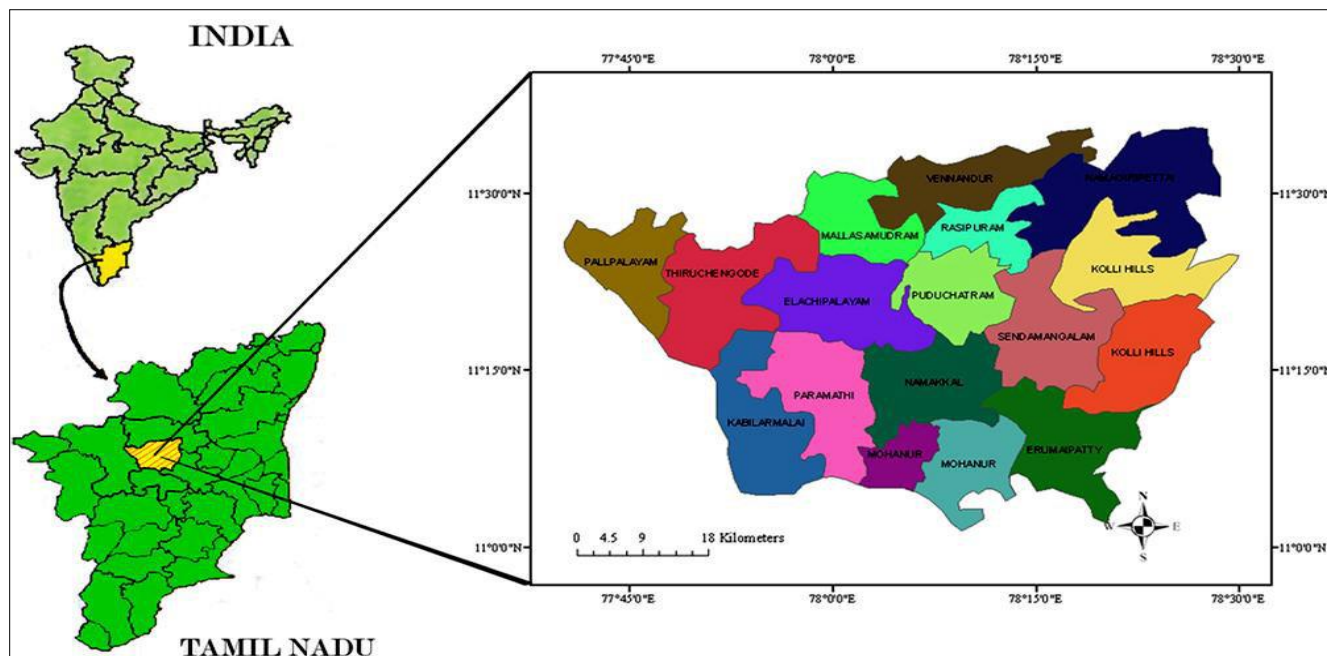 INDIA
TAMIL NADU
77°45'0"E 78°0'0"E 78°15'0"E 78°30'0"E
11°30'0"N 11°30'0"N
VENNANDUR
NAMAGIRIPETTAI
MALLASAMUDRAM
RASIPURAM
PALLPALAYAM
THIRUCHENGODE
KOLLI HILLS
ELACHIPALAYAM
PUDUCHATRAM
SENDAMANGALAM
KOLLI HILLS
11°15'0"N 11°15'0"N
NAMAKKAL
PARAMATHI
KABILARMALAI
MOHANUR
MOHANUR
ERUMAIPATTY
N
W E
S
0 4.5 9 18 Kilometers
11°0'0"N 11°0'0"N
77°45'0"E 78°0'0"E 78°15'0"E 78°30'0"E